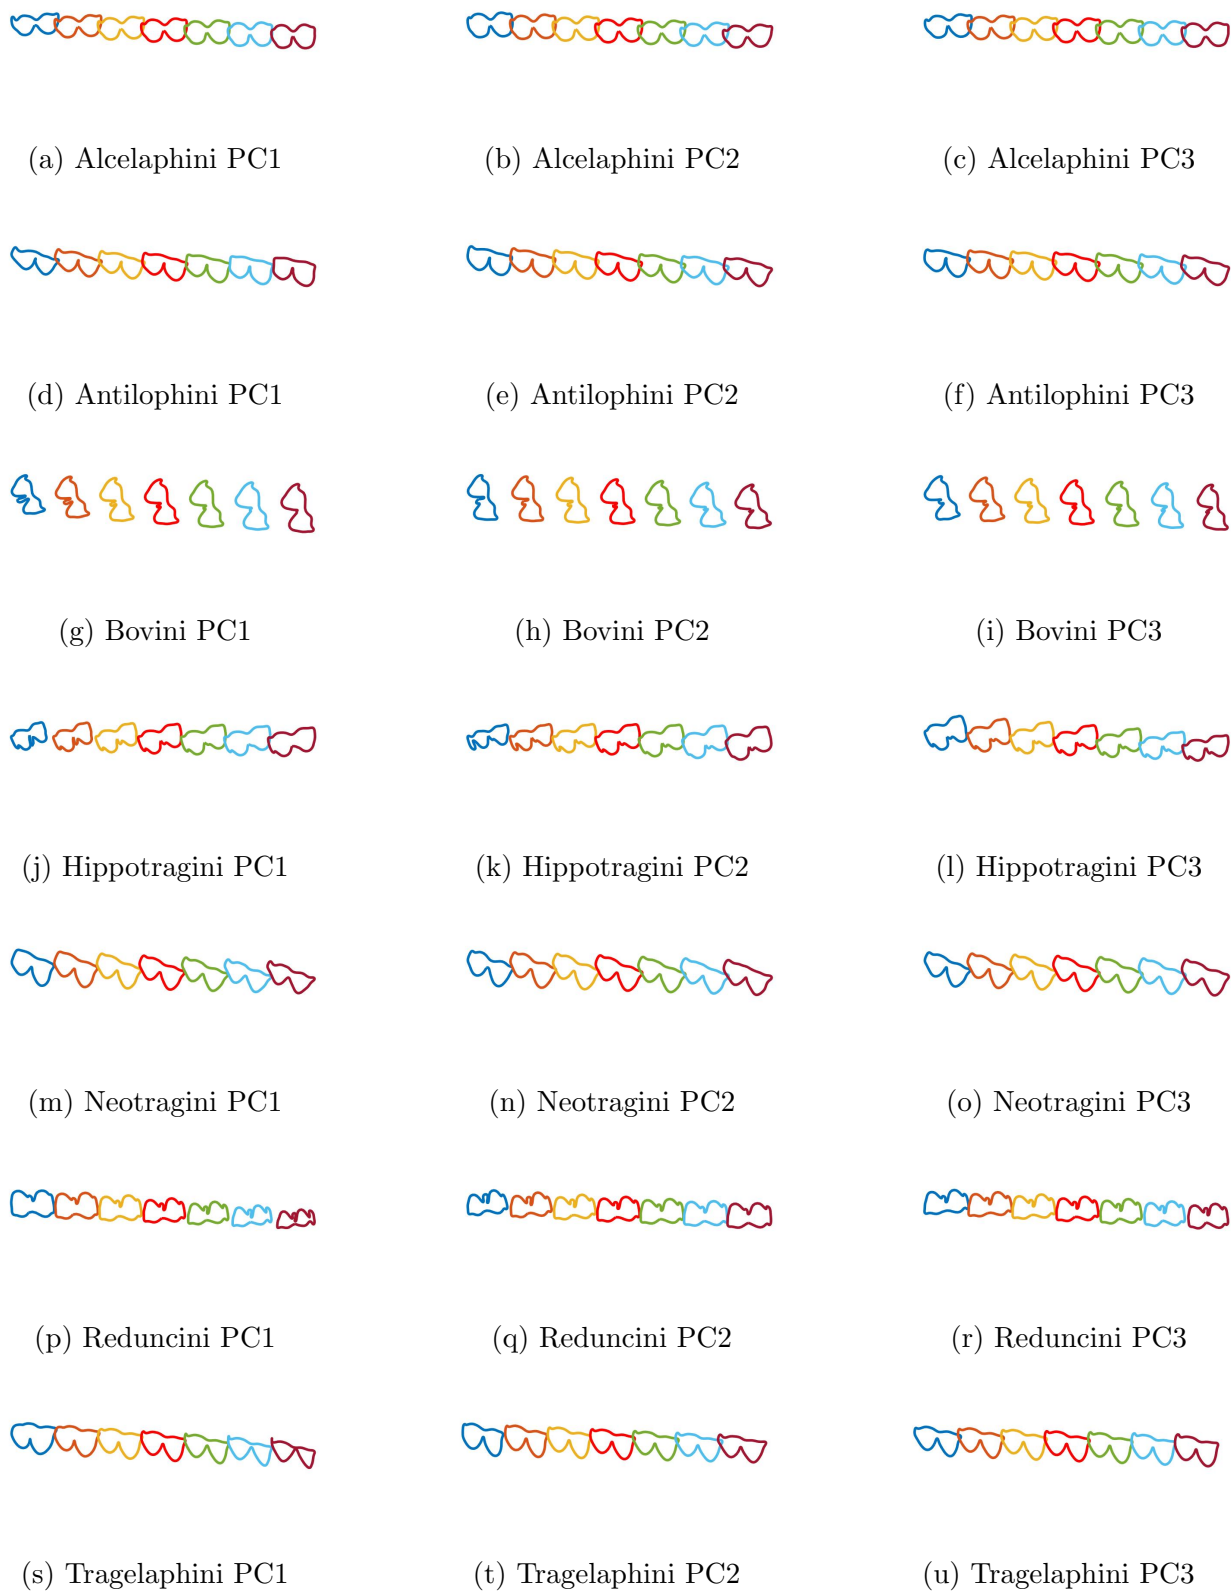 (a) Alcelaphini PC1
(b) Alcelaphini PC2
(c) Alcelaphini PC3
(d) Antilophini PC1
(e) Antilophini PC2
(f) Antilophini PC3
(g) Bovini PC1
(h) Bovini PC2
(i) Bovini PC3
(j) Hippotragini PC1
(k) Hippotragini PC2
(l) Hippotragini PC3
(m) Neotragini PC1
(n) Neotragini PC2
(o) Neotragini PC3
(p) Reduncini PC1
(q) Reduncini PC2
(r) Reduncini PC3
(s) Tragelaphini PC1
(t) Tragelaphini PC2
(u) Tragelaphini PC3